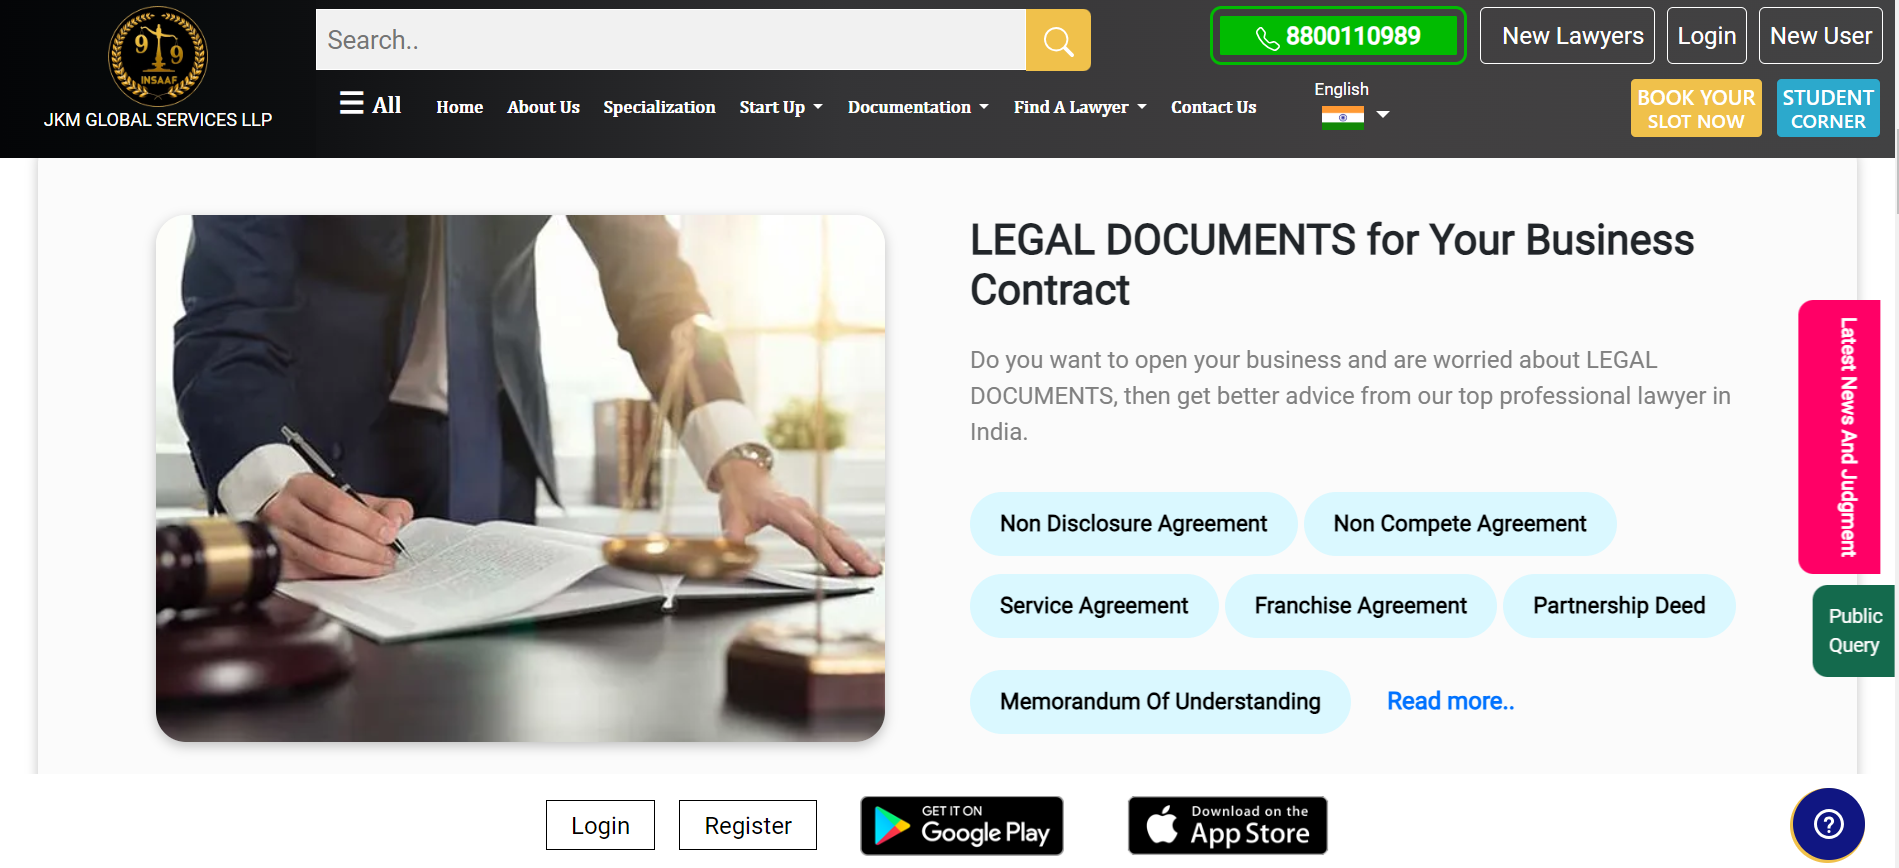 9 9
INSAAF
JKM GLOBAL SERVICES LLP
Search..
8800110989
New Lawyers
Login
New User
All
Home
About Us
Specialization
Start Up
Documentation
Find A Lawyer
Contact Us
English
BOOK YOUR
SLOT NOW
STUDENT
CORNER
LEGAL DOCUMENTS for Your Business
Contract
Do you want to open your business and are worried about LEGAL
DOCUMENTS, then get better advice from our top professional lawyer in
India.
Non Disclosure Agreement
Non Compete Agreement
Service Agreement
Franchise Agreement
Partnership Deed
Memorandum Of Understanding
Read more..
Latest News And Judgment
Public
Query
Login
Register
GET IT ON
Google Play
Download on the
App Store
?